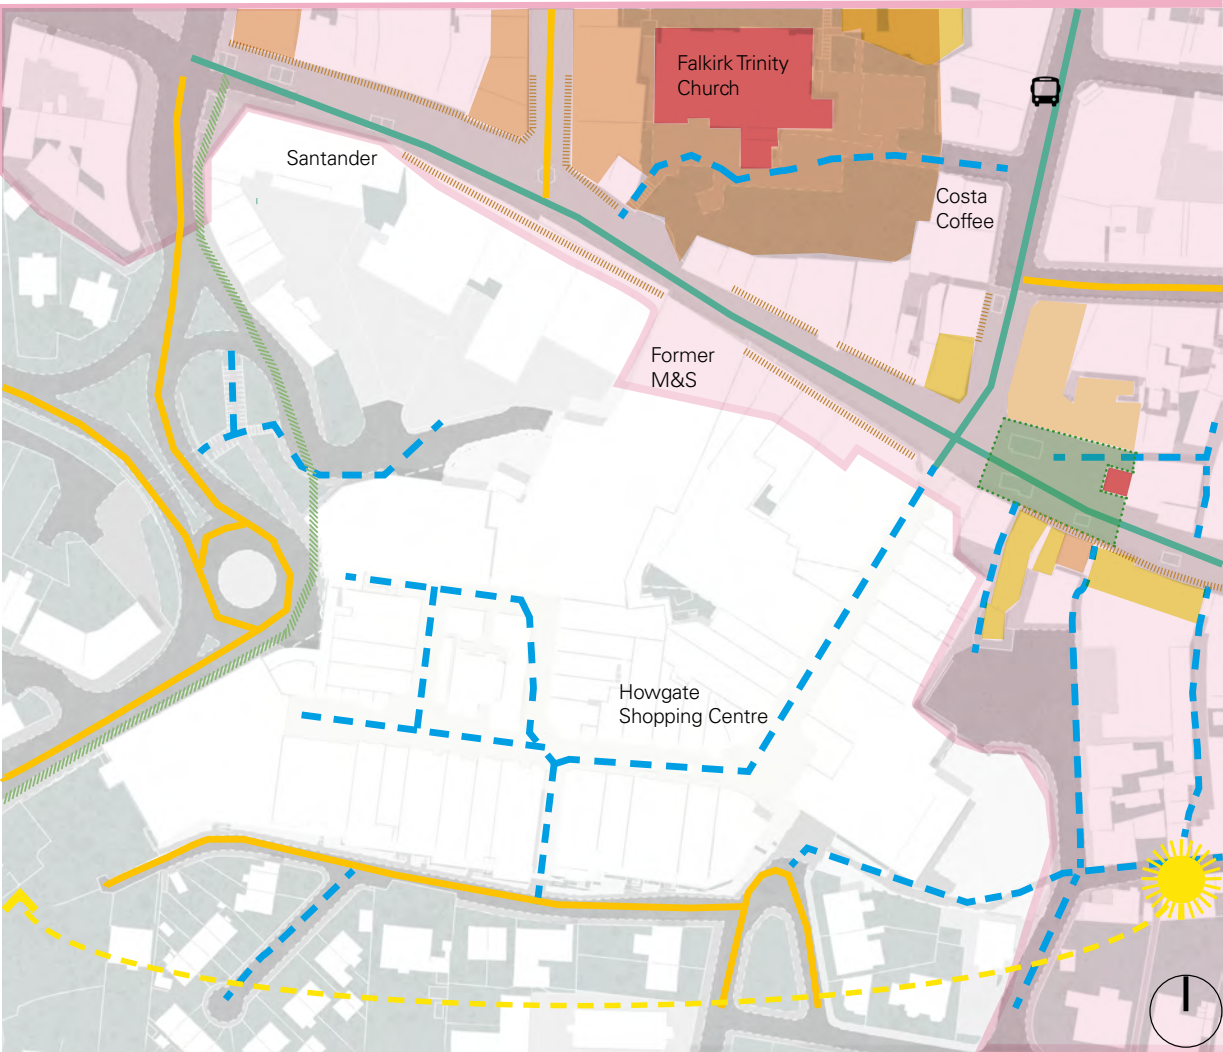 Falkirk Trinity
Church
Santander
Costa
Coffee
Former
M&S
Howgate
Shopping Centre